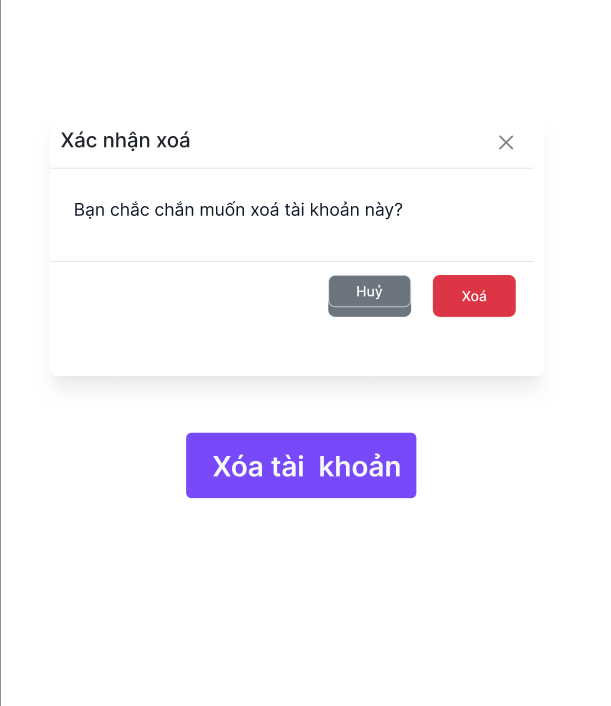 Xác nhận xoá
Bạn chắc chắn muốn xoá tài khoản này?
Huỷ
Xoá
Xóa tài  khoản